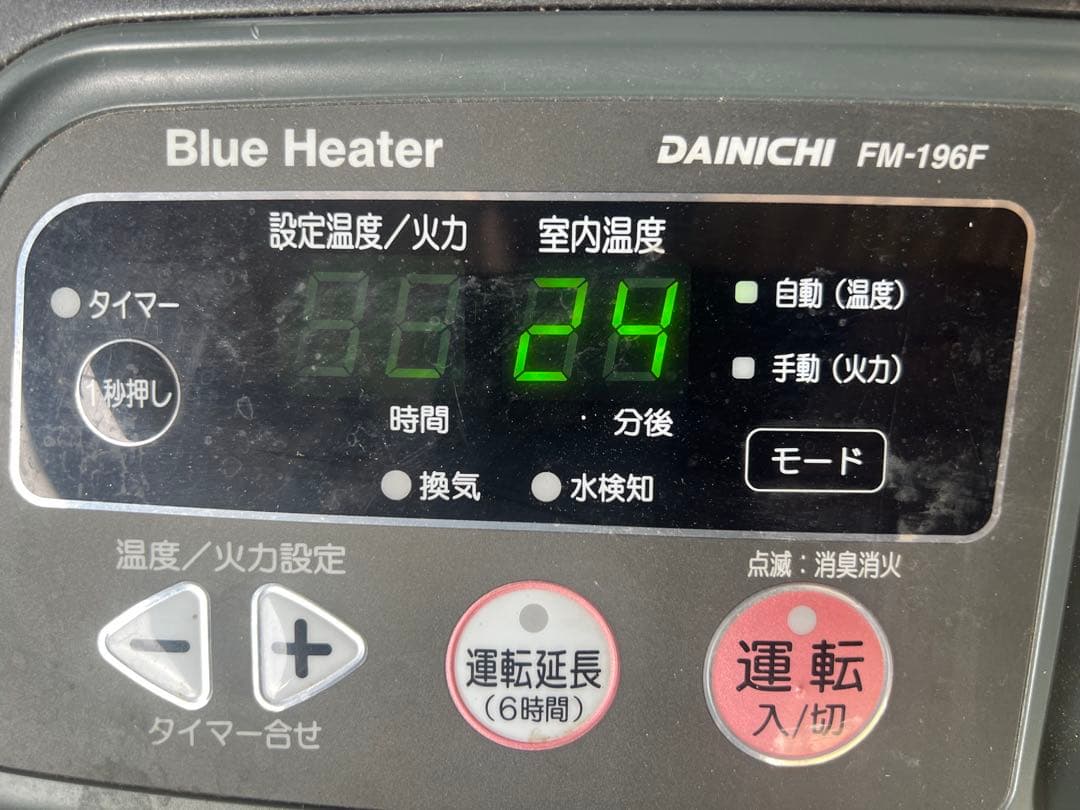 Blue Heater DAINICHI FM-196F
設定温度／火力 室内温度
タイマー 24 自動（温度）
1秒押し 手動（火力）
時間 分後
モード
換気 水検知
温度／火力設定 点滅：消臭消火
− + 運転延長 運転
（6時間） 入/切
タイマー合せ